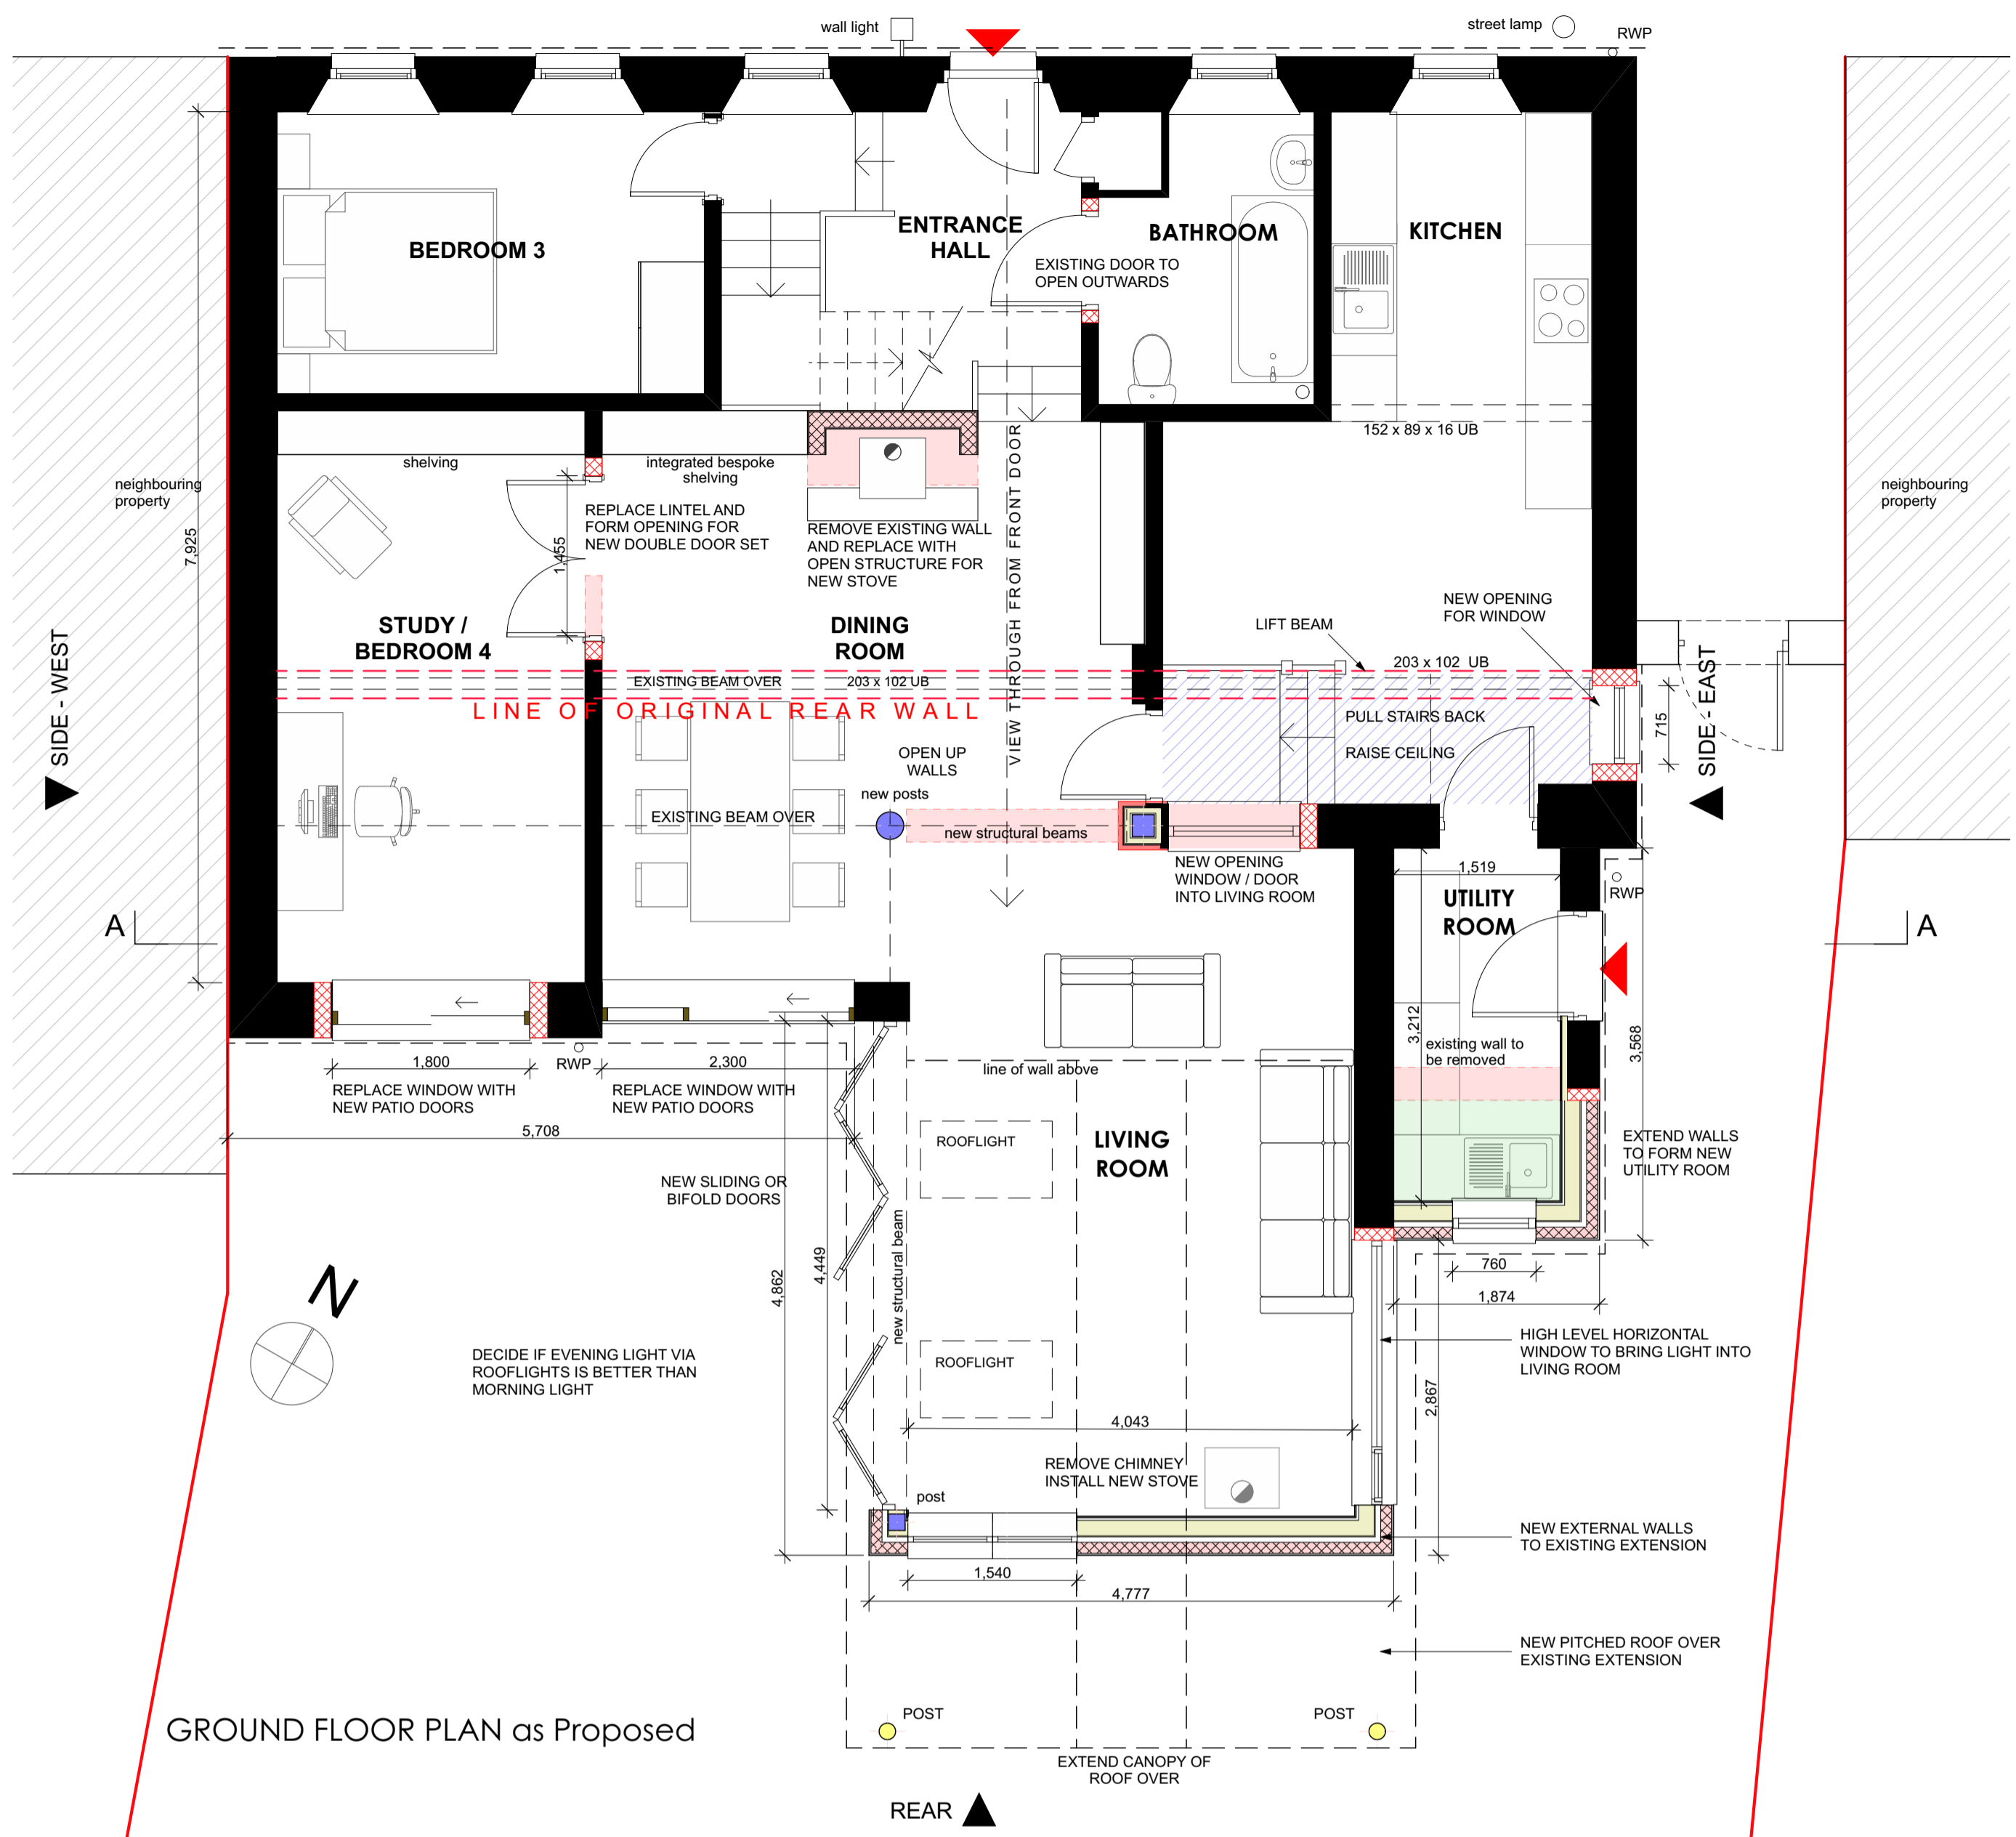 wall light
street lamp
RWP
BEDROOM 3
ENTRANCE
HALL
BATHROOM
KITCHEN
EXISTING DOOR TO
OPEN OUTWARDS
152 x 89 x 16 UB
neighbouring
property
shelving
integrated bespoke
shelving
neighbouring
property
7,925
1,455
REPLACE LINTEL AND
FORM OPENING FOR
NEW DOUBLE DOOR SET
REMOVE EXISTING WALL
AND REPLACE WITH
OPEN STRUCTURE FOR
NEW STOVE
VIEW THROUGH FROM FRONT DOOR
NEW OPENING
FOR WINDOW
LIFT BEAM
STUDY /
BEDROOM 4
DINING
ROOM
203 x 102 UB
EXISTING BEAM OVER
203 x 102 UB
LINE OF ORIGINAL REAR WALL
SIDE - WEST
SIDE - EAST
715
PULL STAIRS BACK
RAISE CEILING
OPEN UP
WALLS
new posts
EXISTING BEAM OVER
new structural beams
NEW OPENING
WINDOW / DOOR
INTO LIVING ROOM
1,519
UTILITY
ROOM
RWP
A
A
3,212
3,568
existing wall to
be removed
1,800
RWP
2,300
line of wall above
REPLACE WINDOW WITH
NEW PATIO DOORS
REPLACE WINDOW WITH
NEW PATIO DOORS
5,708
ROOFLIGHT
LIVING
ROOM
EXTEND WALLS
TO FORM NEW
UTILITY ROOM
NEW SLIDING OR
BIFOLD DOORS
4,862
4,449
new structural beam
760
1,874
N
HIGH LEVEL HORIZONTAL
WINDOW TO BRING LIGHT INTO
LIVING ROOM
DECIDE IF EVENING LIGHT VIA
ROOFLIGHTS IS BETTER THAN
MORNING LIGHT
ROOFLIGHT
2,867
4,043
REMOVE CHIMNEY
INSTALL NEW STOVE
post
NEW EXTERNAL WALLS
TO EXISTING EXTENSION
1,540
4,777
NEW PITCHED ROOF OVER
EXISTING EXTENSION
GROUND FLOOR PLAN as Proposed
POST
POST
EXTEND CANOPY OF
ROOF OVER
REAR